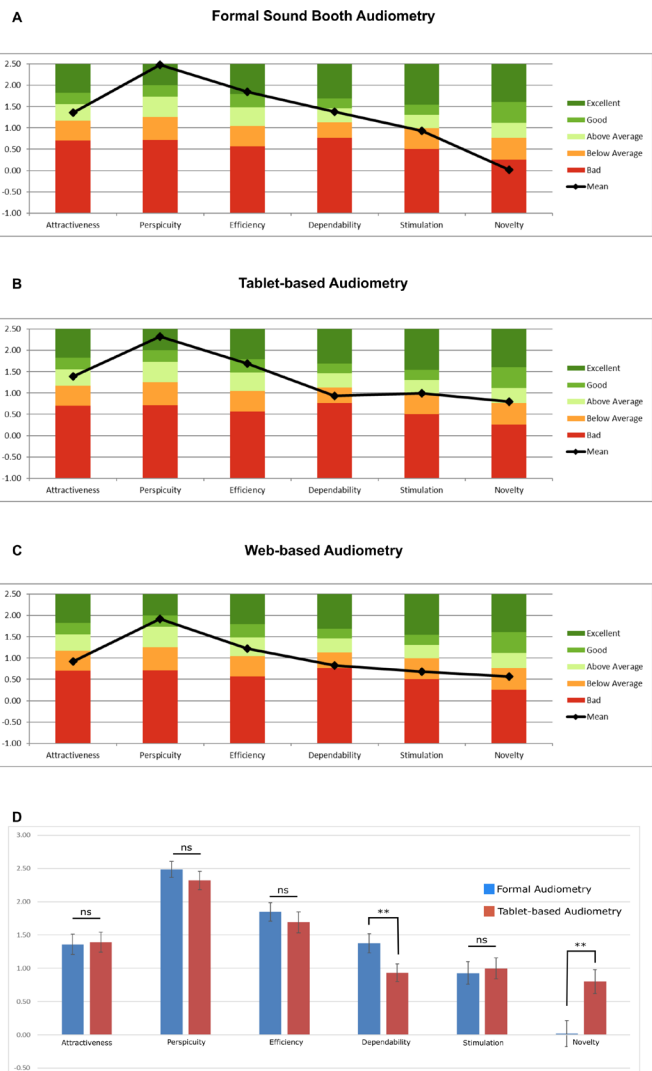 A
Formal Sound Booth Audiometry
2.50
2.00
1.50
1.00
0.50
0.00
-0.50
-1.00
Attractiveness Perspicuity Efficiency Dependability Stimulation Novelty
Excellent
Good
Above Average
Below Average
Bad
Mean
B
Tablet-based Audiometry
2.50
2.00
1.50
1.00
0.50
0.00
-0.50
-1.00
Attractiveness Perspicuity Efficiency Dependability Stimulation Novelty
Excellent
Good
Above Average
Below Average
Bad
Mean
C
Web-based Audiometry
2.50
2.00
1.50
1.00
0.50
0.00
-0.50
-1.00
Attractiveness Perspicuity Efficiency Dependability Stimulation Novelty
Excellent
Good
Above Average
Below Average
Bad
Mean
D
3.00
2.50
2.00
1.50
1.00
0.50
0.00
-0.50
ns
ns
ns
**
ns
**
Formal Audiometry
Tablet-based Audiometry
Attractiveness Perspicuity Efficiency Dependability Stimulation Novelty